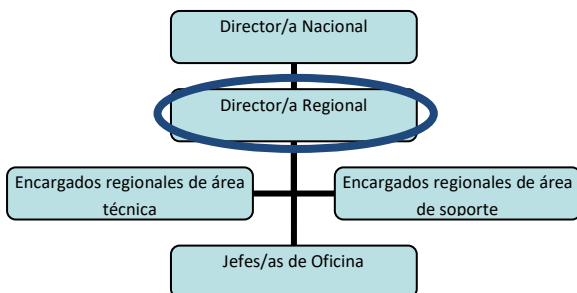 Director/a Nacional
Director/a Regional
Encargados regionales de área
técnica
Encargados regionales de área
de soporte
Jefes/as de Oficina